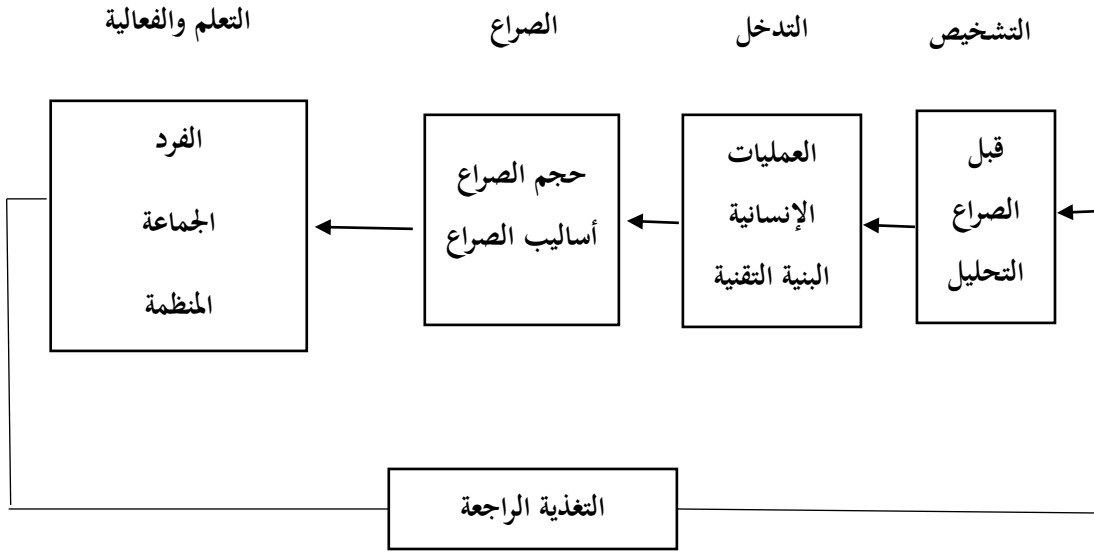 التشخيص
التدخل
الصراع
التعلم والفعالية
قبل
الصراع
التحليل
العمليات
الإنسانية
البنية التقنية
حجم الصراع
أساليب الصراع
الفرد
الجماعة
المنظمة
التغذية الراجعة